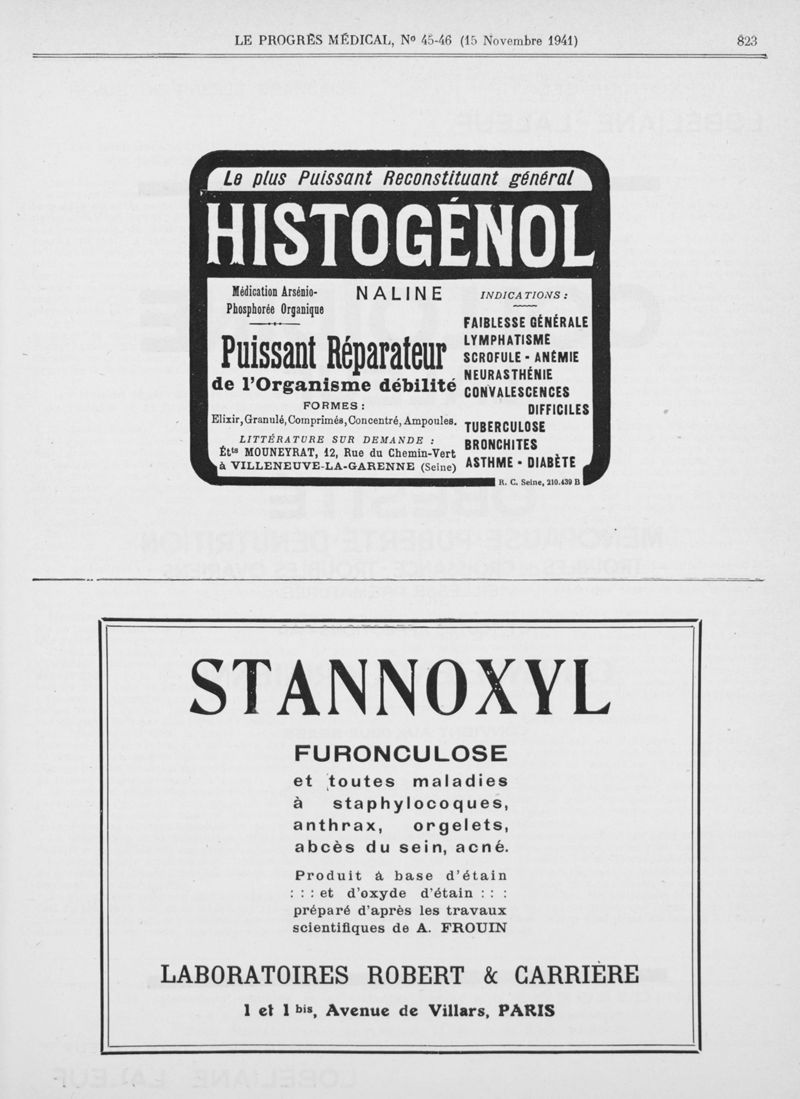 LE PROGRÈS MÉDICAL, Nº 45-46 (15 Novembre 1941) 823
Le plus Puissant Reconstituant général
HISTOGÉNOL
Médication Arsénio-
Phosphorée Organique
NALINE
Puissant Réparateur
de l'Organisme débilité
FORMES :
Elixir, Granulé, Comprimés, Concentré, Ampoules.
LITTÉRATURE SUR DEMANDE :
Éts MOUNEYRAT, 12, Rue du Chemin-Vert
à VILLENEUVE-LA-GARENNE (Seine)
INDICATIONS :
FAIBLESSE GÉNÉRALE
LYMPHATISME
SCROFULE - ANÉMIE
NEURASTHÉNIE
CONVALESCENCES
DIFFICILES
TUBERCULOSE
BRONCHITES
ASTHME - DIABÈTE
R. C. Seine, 210.439 B
STANNOXYL
FURONCULOSE
et toutes maladies
à staphylocoques,
anthrax, orgelets,
abcès du sein, acné.
Produit à base d'étain
: : : et d'oxyde d'étain : : :
préparé d'après les travaux
scientifiques de A. FROUIN
LABORATOIRES ROBERT & CARRIÈRE
1 et 1 bis, Avenue de Villars, PARIS